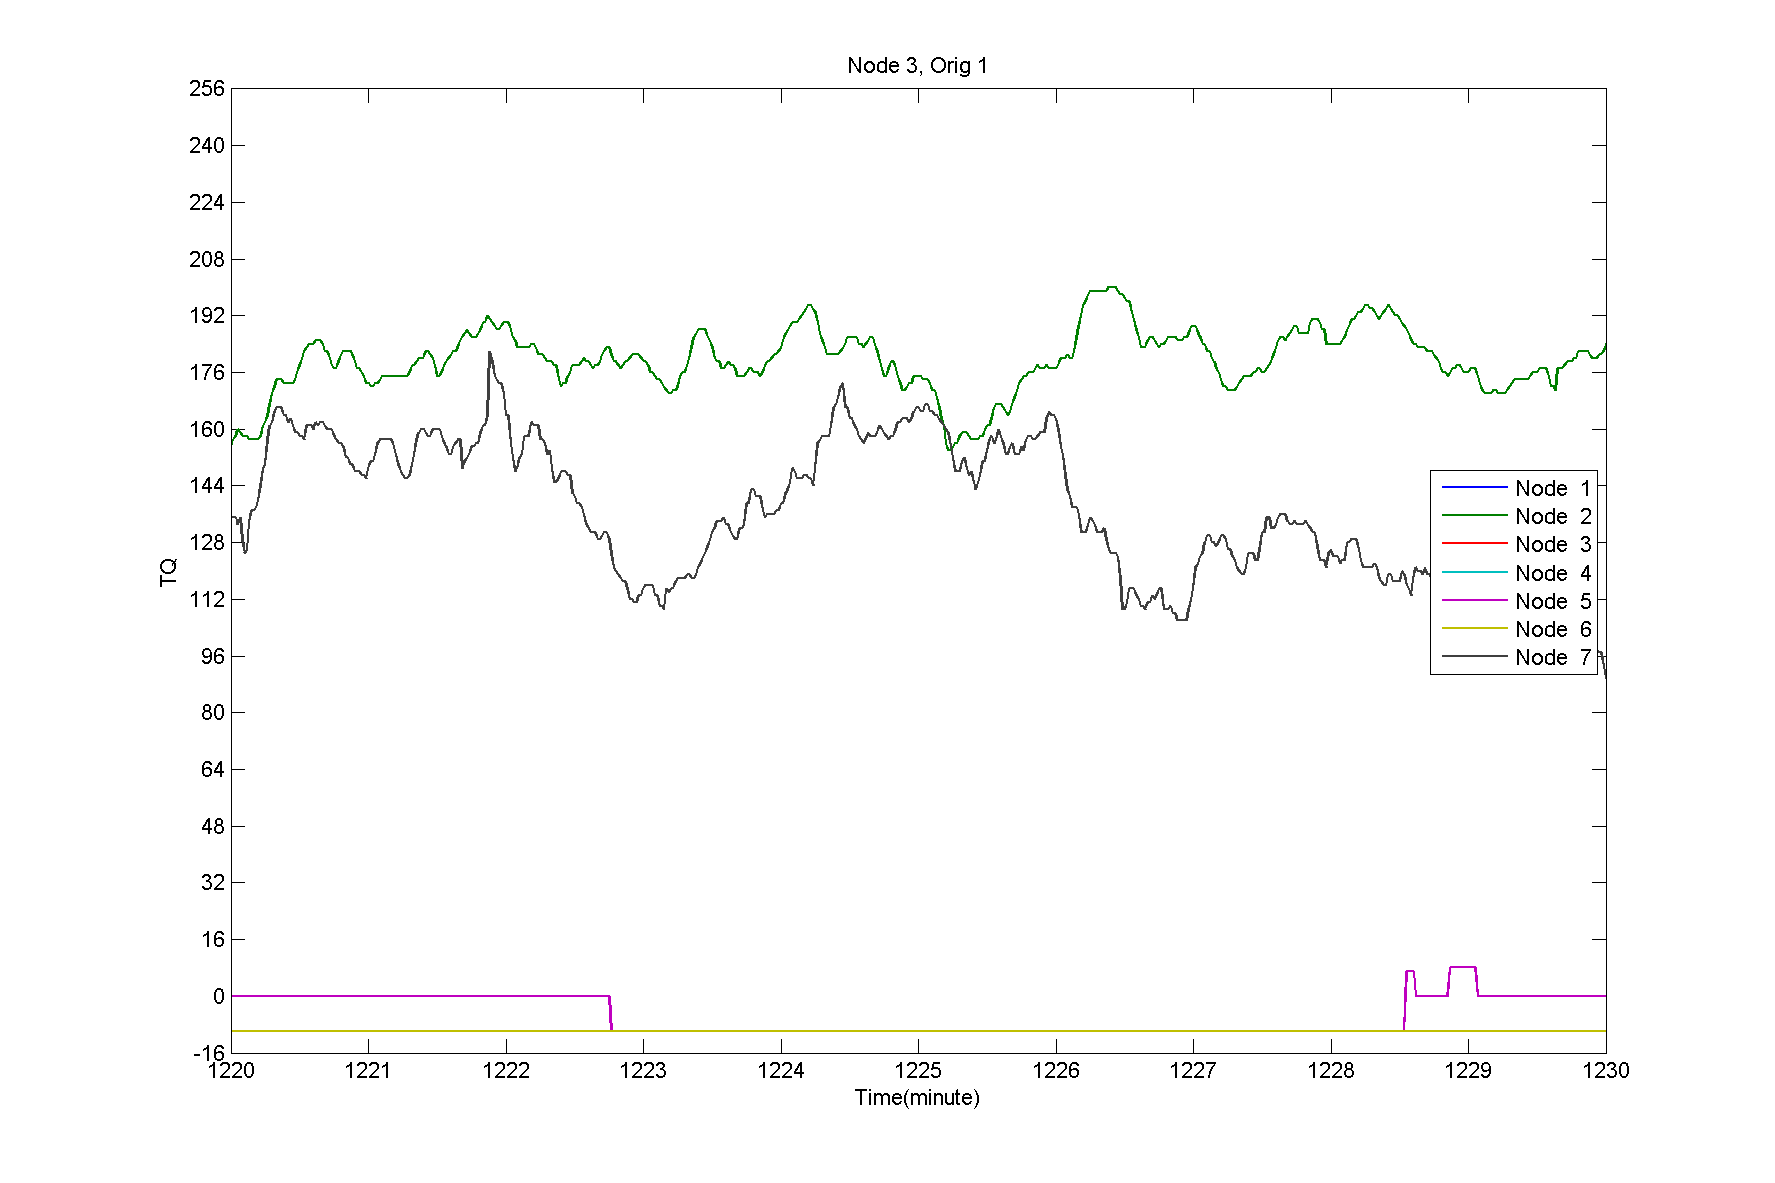 Node 3, Orig 1
256
240
224
208
192
176
160
144
128
112
96
80
64
48
32
16
0
-16
TQ
Node 1
Node 2
Node 3
Node 4
Node 5
Node 6
Node 7
1220 1221 1222 1223 1224 1225 1226 1227 1228 1229 1230
Time(minute)